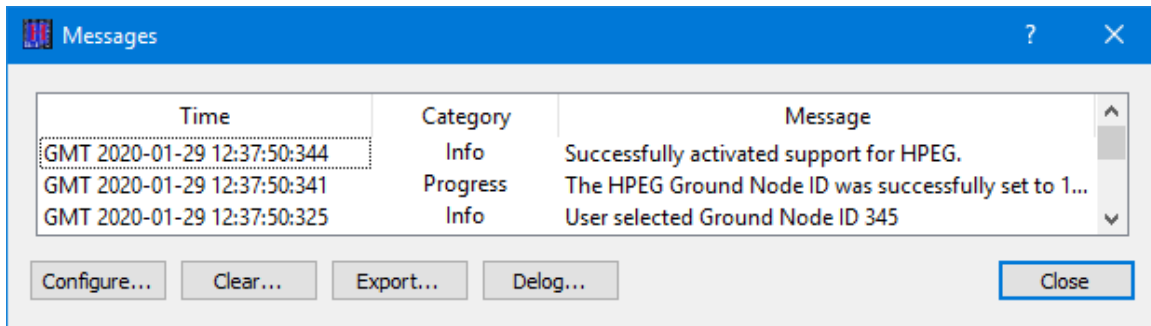 Messages
Time Category Message
GMT 2020-01-29 12:37:50:344 Info Successfully activated support for HPEG.
GMT 2020-01-29 12:37:50:341 Progress The HPEG Ground Node ID was successfully set to 1...
GMT 2020-01-29 12:37:50:325 Info User selected Ground Node ID 345
Configure... Clear... Export... Delog... Close